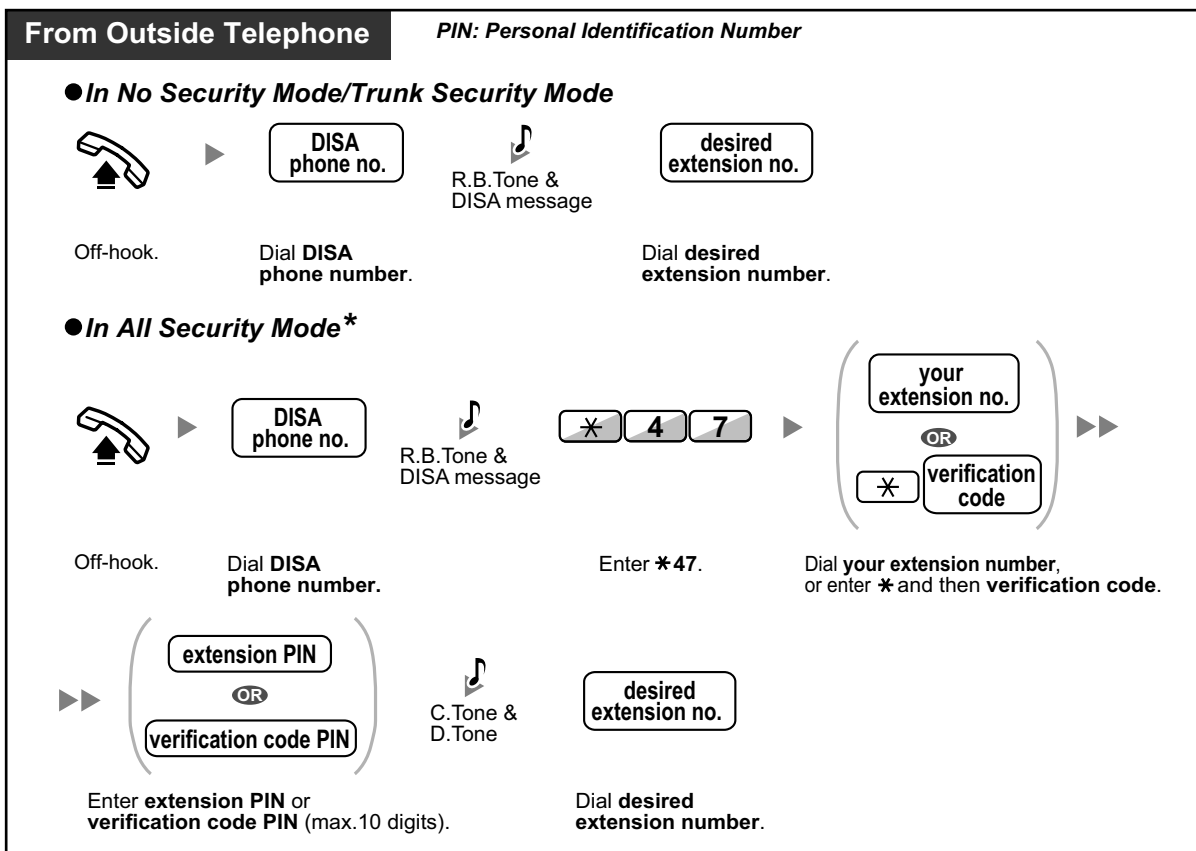 From Outside Telephone
PIN: Personal Identification Number
●In No Security Mode/Trunk Security Mode
DISA
phone no.
R.B.Tone &
DISA message
desired
extension no.
Off-hook.
Dial DISA
phone number.
Dial desired
extension number.
●In All Security Mode*
DISA
phone no.
R.B.Tone &
DISA message
* 4 7
your
extension no.
OR
* verification
code
Off-hook.
Dial DISA
phone number.
Enter *47.
Dial your extension number,
or enter * and then verification code.
extension PIN
OR
verification code PIN
C.Tone &
D.Tone
desired
extension no.
Enter extension PIN or
verification code PIN (max.10 digits).
Dial desired
extension number.